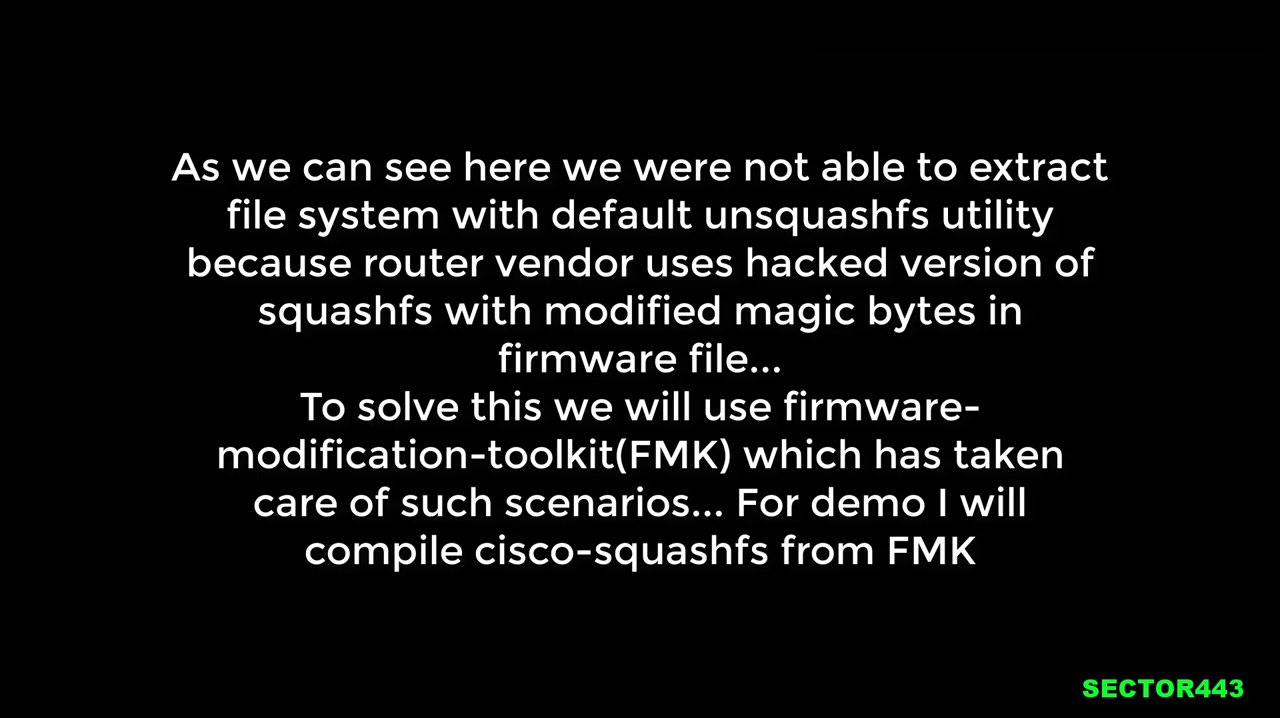 As we can see here we were not able to extract
file system with default unsquashfs utility
because router vendor uses hacked version of
squashfs with modified magic bytes in
firmware file...
To solve this we will use firmware-
modification-toolkit(FMK) which has taken
care of such scenarios... For demo I will
compile cisco-squashfs from FMK
SECTOR443